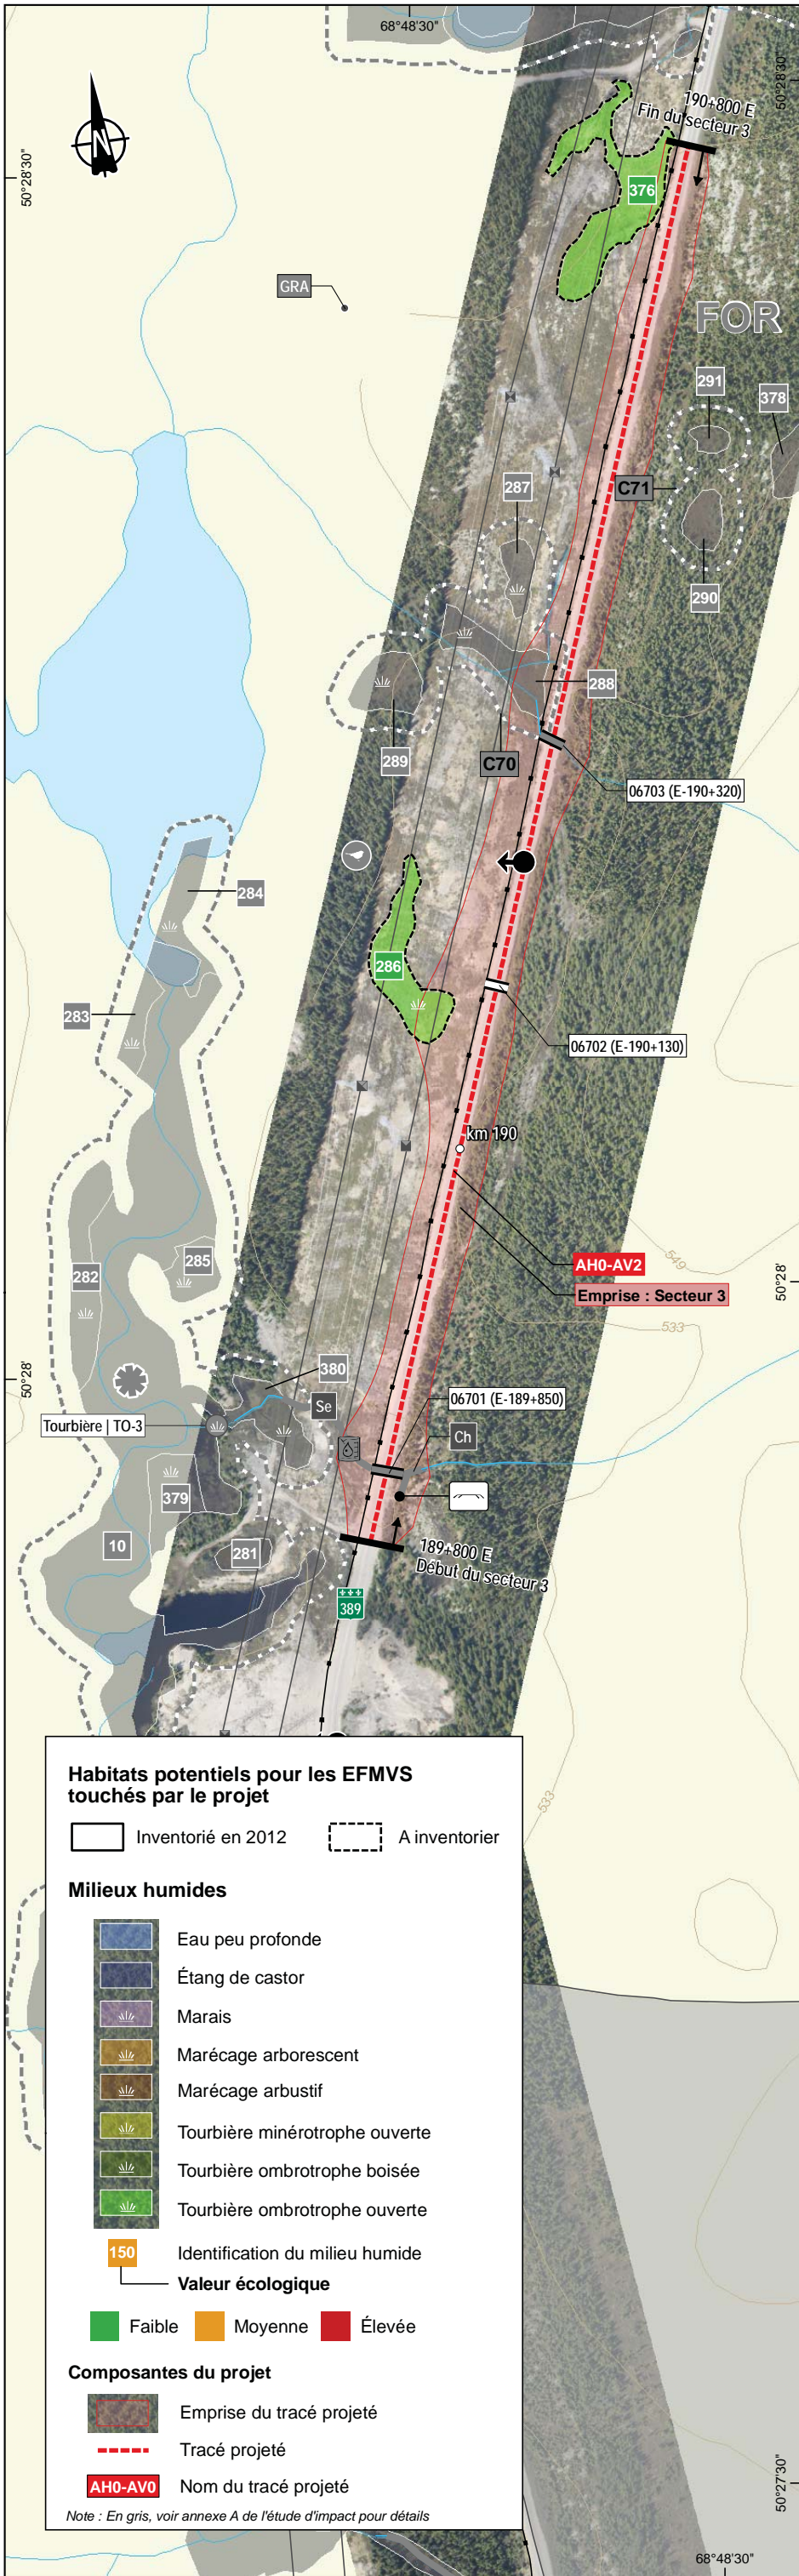 68°48'30"
50°28'30"
190+800 E
Fin du secteur 3
N
50°28'30"
376
GRA
FOR
291
378
287
C71
290
288
289
C70
06703 (E-190+320)
284
286
283
06702 (E-190+130)
km 190
285
282
549
AH0-AV2
50°28'
Emprise : Secteur 3
533
50°28'
380
06701 (E-189+850)
Se
Tourbière | TO-3
Ch
379
10
281
189+800 E
Début du secteur 3
389
533
Habitats potentiels pour les EFMVS
touchés par le projet
Inventorié en 2012
A inventorier
Milieux humides
Eau peu profonde
Étang de castor
Marais
Marécage arborescent
Marécage arbustif
Tourbière minérotrophe ouverte
Tourbière ombrotrophe boisée
Tourbière ombrotrophe ouverte
150 Identification du milieu humide
Valeur écologique
Faible Moyenne Élevée
Composantes du projet
Emprise du tracé projeté
Tracé projeté
AH0-AV0 Nom du tracé projeté
Note : En gris, voir annexe A de l'étude d'impact pour détails
50°27'30"
68°48'30"